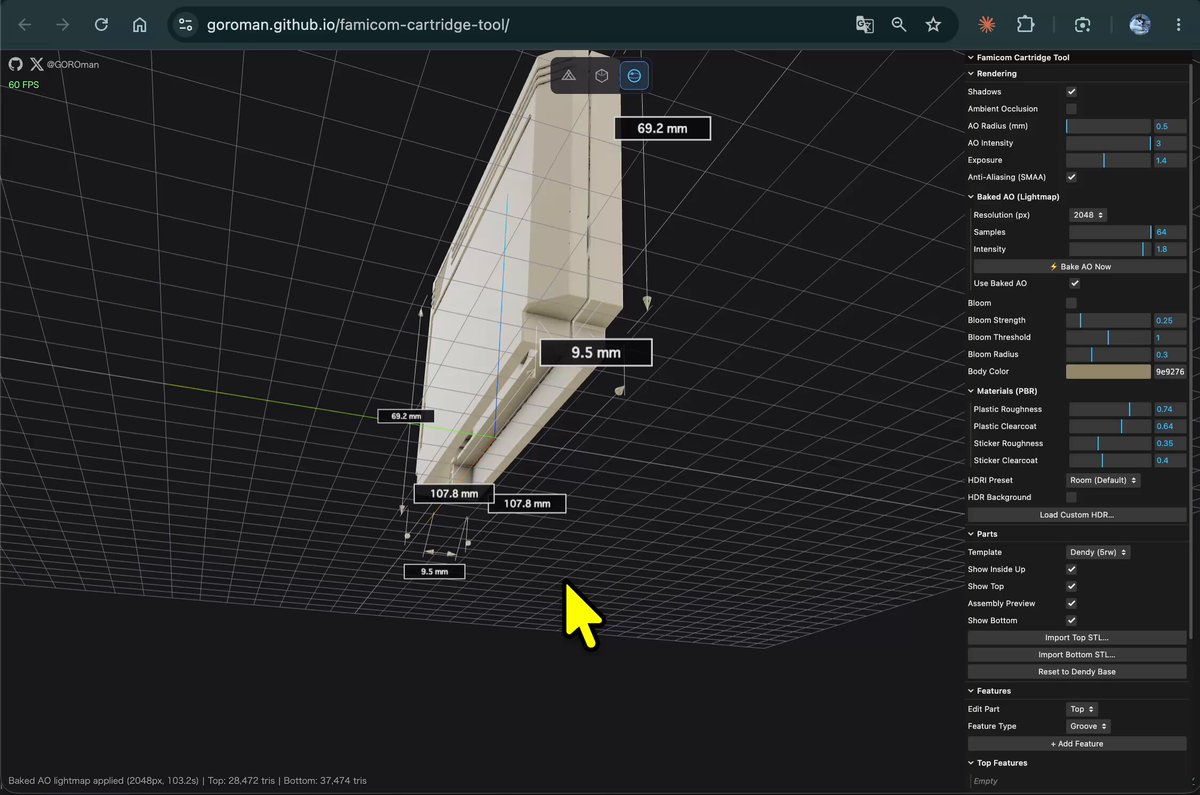 goroman.github.io/famicom-cartridge-tool/
@GOROman
60 FPS
69.2 mm
9.5 mm
69.2 mm
107.8 mm
107.8 mm
9.5 mm
Baked AO lightmap applied (2048px, 103.2s) | Top: 28,472 tris | Bottom: 37,474 tris
Famicom Cartridge Tool
Rendering
Shadows
Ambient Occlusion
AO Radius (mm) 0.5
AO Intensity 3
Exposure 1.4
Anti-Aliasing (SMAA)
Baked AO (Lightmap)
Resolution (px) 2048
Samples 64
Intensity 1.8
⚡ Bake AO Now
Use Baked AO
Bloom
Bloom Strength 0.25
Bloom Threshold 1
Bloom Radius 0.3
Body Color 9e9276
Materials (PBR)
Plastic Roughness 0.74
Plastic Clearcoat 0.64
Sticker Roughness 0.35
Sticker Clearcoat 0.4
HDRI Preset Room (Default)
HDR Background
Load Custom HDR...
Parts
Template Dendy (5rw)
Show Inside Up
Show Top
Assembly Preview
Show Bottom
Import Top STL...
Import Bottom STL...
Reset to Dendy Base
Features
Edit Part Top
Feature Type Groove
+ Add Feature
Top Features
Empty